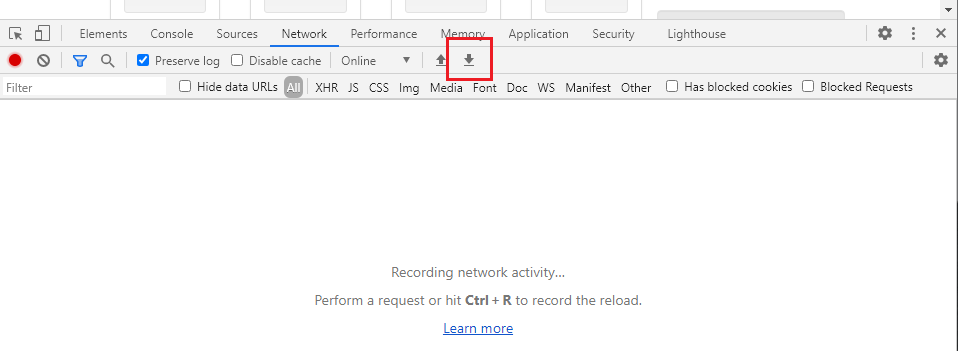 Elements Console Sources Network Performance Memory Application Security Lighthouse
Preserve log Disable cache Online
Filter Hide data URLs All XHR JS CSS Img Media Font Doc WS Manifest Other Has blocked cookies Blocked Requests
Recording network activity...
Perform a request or hit Ctrl + R to record the reload.
Learn more